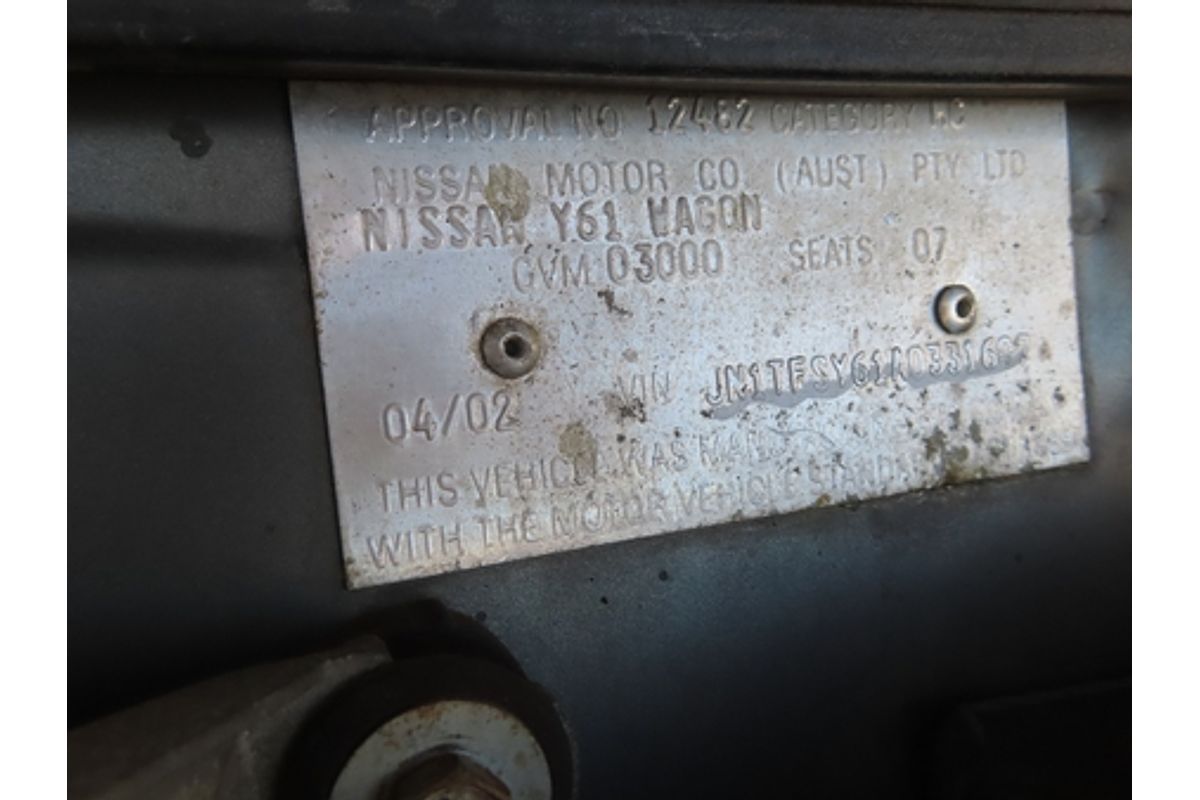 APPROVAL NO 12482 CATEGORY MC
NISSAN MOTOR CO. (AUST) PTY LTD
NISSAN Y61 WAGON
GVM 03000 SEATS 07
04/02 VIN
THIS VEHICLE WAS
WITH THE MOTOR VEHICLE